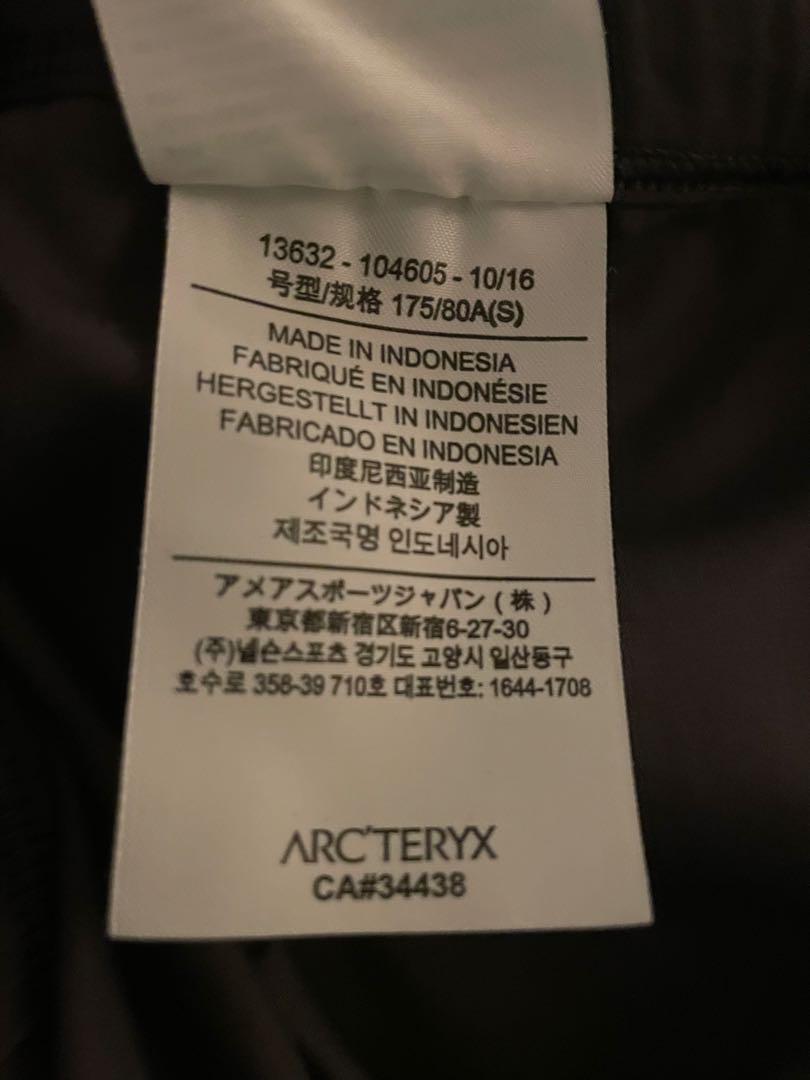 13632 - 104605 - 10/16
号型/规格 175/80A(S)
MADE IN INDONESIA
FABRIQUÉ EN INDONÉSIE
HERGESTELLT IN INDONESIEN
FABRICADO EN INDONESIA
印度尼西亚制造
インドネシア製
제조국명 인도네시아
アメアスポーツジャパン (株)
東京都新宿区新宿6-27-30
(주)넬슨스포츠 경기도 고양시 일산동구
호수로 358-39 710호 대표번호: 1644-1708
ARC'TERYX
CA#34438